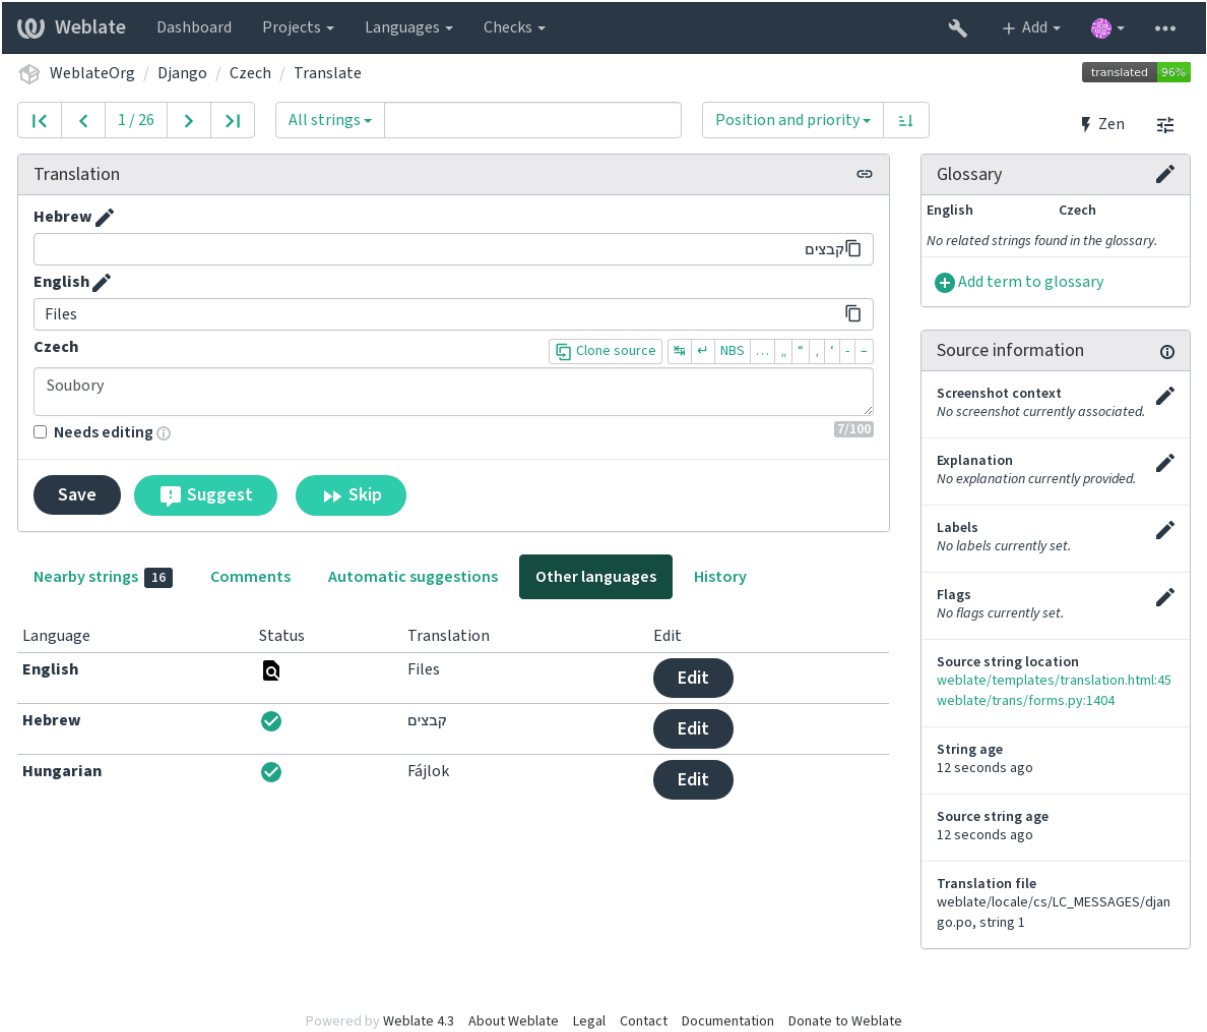 Weblate Dashboard Projects Languages Checks Add
WeblateOrg / Django / Czech / Translate
translated 96%
1 / 26 All strings Position and priority
Zen
Translation
Hebrew
קבצים
English
Files
Czech
Clone source ↹ ↵ NBS … „ “ ‚ ‘ - –
Soubory
Needs editing
7/100
Save Suggest Skip
Nearby strings 16 Comments Automatic suggestions Other languages History
Language Status Translation Edit
English Files Edit
Hebrew קבצים Edit
Hungarian Fájlok Edit
Glossary
English Czech
No related strings found in the glossary.
Add term to glossary
Source information
Screenshot context
No screenshot currently associated.
Explanation
No explanation currently provided.
Labels
No labels currently set.
Flags
No flags currently set.
Source string location
weblate/templates/translation.html:45
weblate/trans/forms.py:1404
String age
12 seconds ago
Source string age
12 seconds ago
Translation file
weblate/locale/cs/LC_MESSAGES/djan
go.po, string 1
Powered by Weblate 4.3 About Weblate Legal Contact Documentation Donate to Weblate